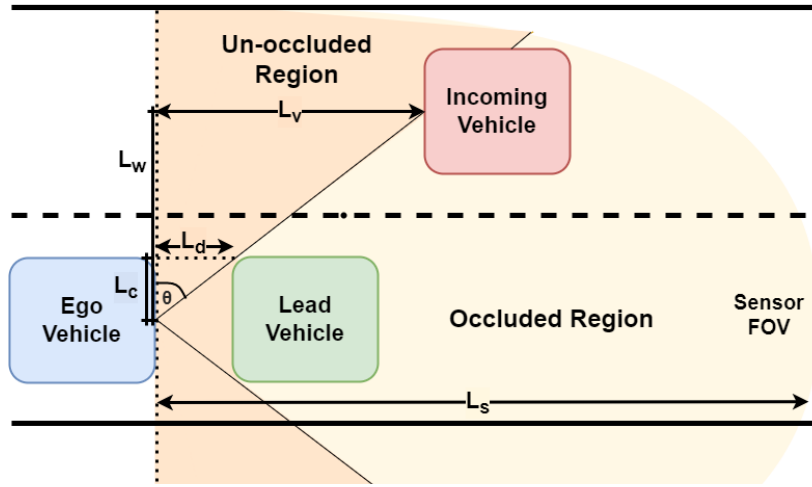 Un-occluded
Region
Incoming
Vehicle
Lv
Lw
Ld
Lc
θ
Ego
Vehicle
Lead
Vehicle
Occluded Region
Sensor
FOV
Ls